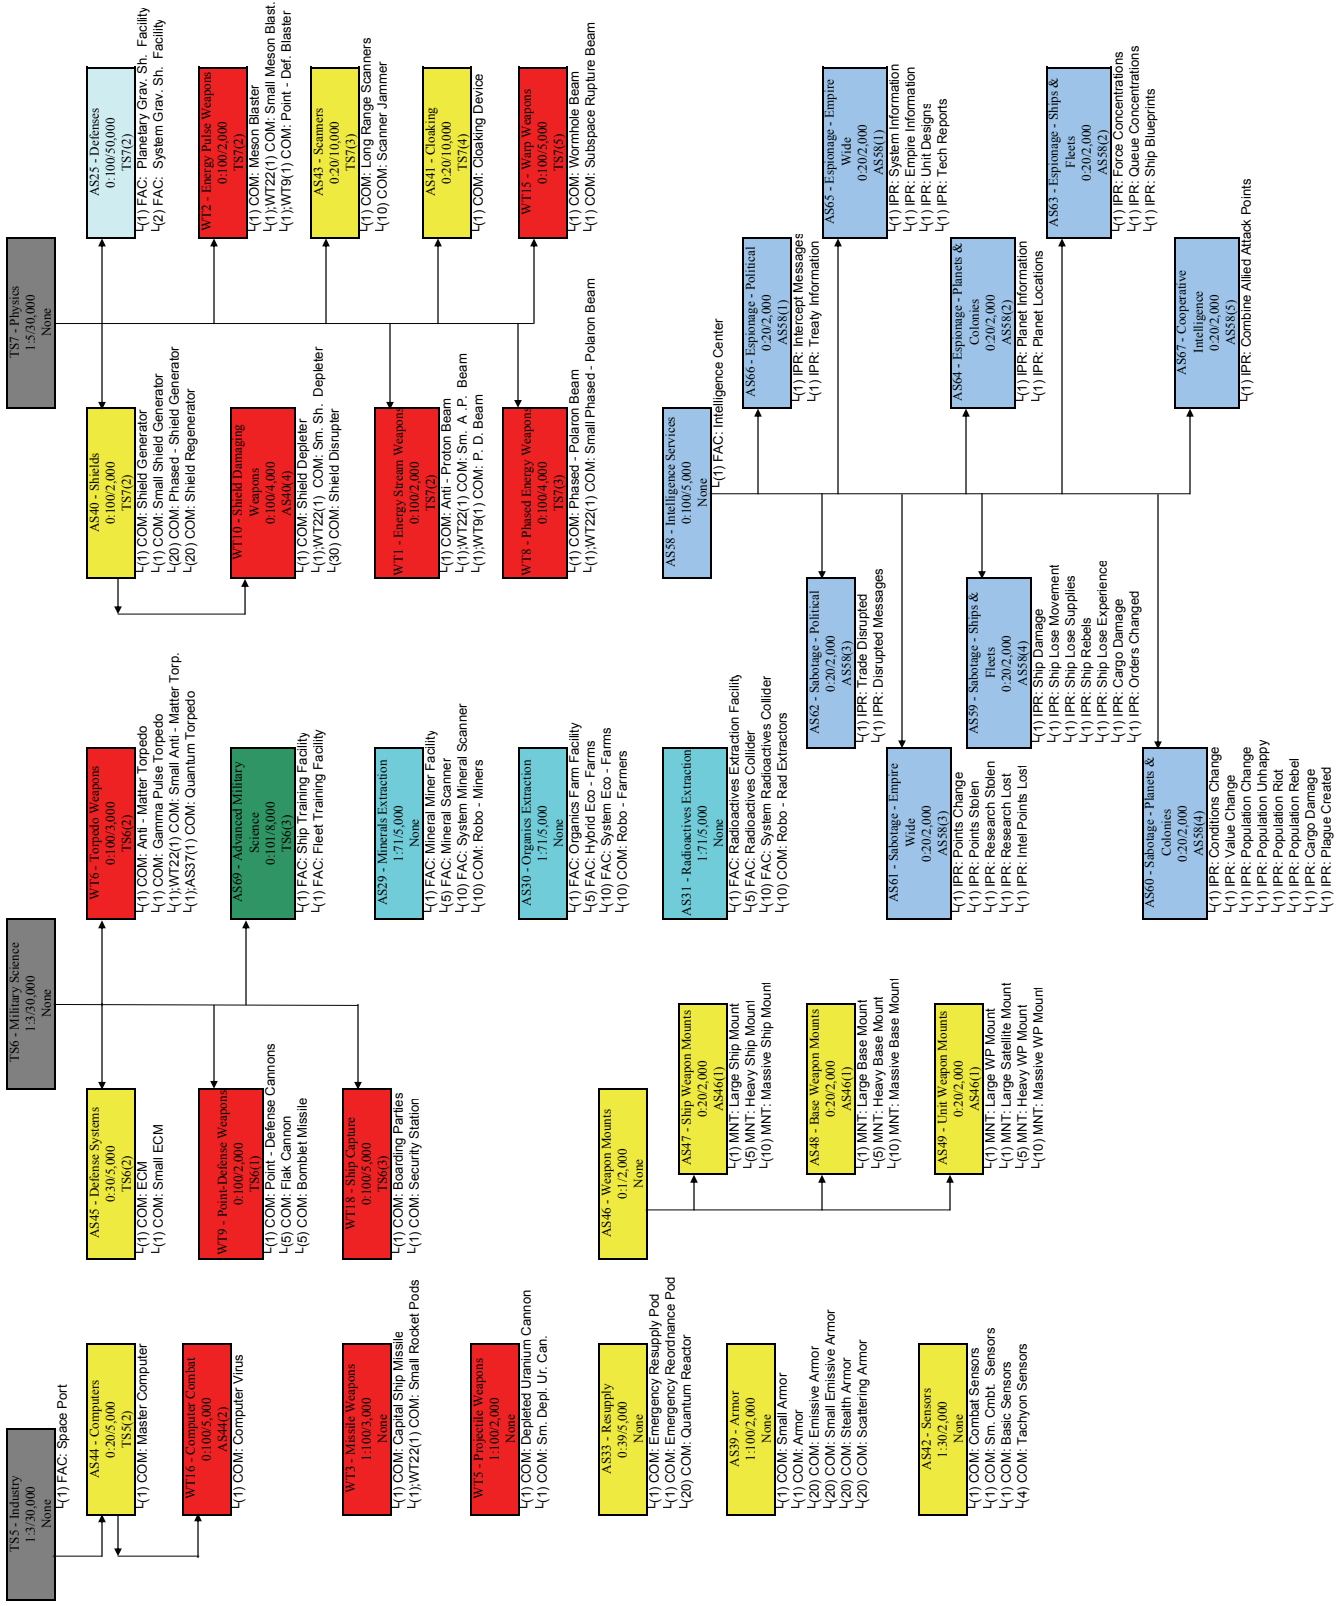 TS5 - Industry
1:3/30,000
None
└(1) FAC: Space Port
AS44 - Computers
0:20/5,000
TS5(2)
└(1) COM: Master Computer
WT16 - Computer Combat
0:100/5,000
AS44(2)
└(1) COM: Computer Virus
WT3 - Missile Weapons
1:100/3,000
None
└(1) COM: Capital Ship Missile
└(1);WT22(1) COM: Small Rocket Pods
WT5 - Projectile Weapons
1:100/2,000
None
└(1) COM: Depleted Uranium Cannon
└(1) COM: Sm. Depl. Ur. Can.
AS33 - Resupply
0:39/5,000
None
└(1) COM: Emergency Resupply Pod
└(1) COM: Emergency Reordnance Pod
└(20) COM: Quantum Reactor
AS39 - Armor
1:100/2,000
None
└(1) COM: Small Armor
└(1) COM: Armor
└(20) COM: Emissive Armor
└(20) COM: Small Emissive Armor
└(20) COM: Stealth Armor
└(20) COM: Scattering Armor
AS42 - Sensors
1:30/2,000
None
└(1) COM: Combat Sensors
└(1) COM: Sm. Cmbt. Sensors
└(1) COM: Basic Sensors
└(4) COM: Tachyon Sensors
TS6 - Military Science
1:3/30,000
None
AS45 - Defense Systems
0:30/5,000
TS6(2)
└(1) COM: ECM
└(1) COM: Small ECM
WT9 - Point-Defense Weapons
0:100/2,000
TS6(1)
└(1) COM: Point - Defense Cannons
└(5) COM: Flak Cannon
└(5) COM: Bomblet Missile
WT18 - Ship Capture
0:100/5,000
TS6(3)
└(1) COM: Boarding Parties
└(1) COM: Security Station
WT6 - Torpedo Weapons
0:100/3,000
TS6(2)
└(1) COM: Anti - Matter Torpedo
└(1) COM: Gamma Pulse Torpedo
└(1);WT22(1) COM: Small Anti - Matter Torp.
└(1);AS37(1) COM: Quantum Torpedo
AS69 - Advanced Military
Science
0:101/8,000
TS6(3)
└(1) FAC: Ship Training Facility
└(1) FAC: Fleet Training Facility
AS29 - Minerals Extraction
1:71/5,000
None
└(1) FAC: Mineral Miner Facility
└(5) FAC: Mineral Scanner
└(10) FAC: System Mineral Scanner
└(10) COM: Robo - Miners
AS30 - Organics Extraction
1:71/5,000
None
└(1) FAC: Organics Farm Facility
└(5) FAC: Hybrid Eco - Farms
└(10) FAC: System Eco - Farms
└(10) COM: Robo - Farmers
AS31 - Radioactives Extraction
1:71/5,000
None
└(1) FAC: Radioactives Extraction Facility
└(5) FAC: Radioactives Collider
└(10) FAC: System Radioactives Collider
└(10) COM: Robo - Rad Extractors
AS46 - Weapon Mounts
0:1/2,000
None
AS47 - Ship Weapon Mounts
0:20/2,000
AS46(1)
└(1) MNT: Large Ship Mount
└(5) MNT: Heavy Ship Mount
└(10) MNT: Massive Ship Mount
AS48 - Base Weapon Mounts
0:20/2,000
AS46(1)
└(1) MNT: Large Base Mount
└(5) MNT: Heavy Base Mount
└(10) MNT: Massive Base Mount
AS49 - Unit Weapon Mounts
0:20/2,000
AS46(1)
└(1) MNT: Large WP Mount
└(1) MNT: Large Satellite Mount
└(5) MNT: Heavy WP Mount
└(10) MNT: Massive WP Mount
TS7 - Physics
1:5/30,000
None
AS40 - Shields
0:100/2,000
TS7(2)
└(1) COM: Shield Generator
└(1) COM: Small Shield Generator
└(20) COM: Phased - Shield Generator
└(20) COM: Shield Regenerator
WT10 - Shield Damaging
Weapons
0:100/4,000
AS40(4)
└(1) COM: Shield Depleter
└(1);WT22(1) COM: Sm. Sh. Depleter
└(30) COM: Shield Disrupter
WT1 - Energy Stream Weapons
0:100/2,000
TS7(2)
└(1) COM: Anti - Proton Beam
└(1);WT22(1) COM: Sm. A .P. Beam
└(1);WT9(1) COM: P. D. Beam
WT8 - Phased Energy Weapons
0:100/4,000
TS7(3)
└(1) COM: Phased - Polaron Beam
└(1);WT22(1) COM: Small Phased - Polaron Beam
AS25 - Defenses
0:100/50,000
TS7(2)
└(1) FAC: Planetary Grav. Sh. Facility
└(2) FAC: System Grav. Sh. Facility
WT2 - Energy Pulse Weapons
0:100/2,000
TS7(2)
└(1) COM: Meson Blaster
└(1);WT22(1) COM: Small Meson Blast.
└(1);WT9(1) COM: Point - Def. Blaster
AS43 - Scanners
0:20/10,000
TS7(3)
└(1) COM: Long Range Scanners
└(10) COM: Scanner Jammer
AS41 - Cloaking
0:20/10,000
TS7(4)
└(1) COM: Cloaking Device
WT15 - Warp Weapons
0:100/5,000
TS7(5)
└(1) COM: Wormhole Beam
└(1) COM: Subspace Rupture Beam
AS58 - Intelligence Services
0:100/5,000
None
└(1) FAC: Intelligence Center
AS62 - Sabotage - Political
0:20/2,000
AS58(3)
└(1) IPR: Trade Disrupted
└(1) IPR: Disrupted Messages
AS61 - Sabotage - Empire
Wide
0:20/2,000
AS58(3)
└(1) IPR: Points Change
└(1) IPR: Points Stolen
└(1) IPR: Research Stolen
└(1) IPR: Research Lost
└(1) IPR: Intel Points Lost
AS59 - Sabotage - Ships &
Fleets
0:20/2,000
AS58(4)
└(1) IPR: Ship Damage
└(1) IPR: Ship Lose Movement
└(1) IPR: Ship Lose Supplies
└(1) IPR: Ship Rebels
└(1) IPR: Ship Lose Experience
└(1) IPR: Cargo Damage
└(1) IPR: Orders Changed
AS60 - Sabotage - Planets &
Colonies
0:20/2,000
AS58(4)
└(1) IPR: Conditions Change
└(1) IPR: Value Change
└(1) IPR: Population Change
└(1) IPR: Population Unhappy
└(1) IPR: Population Riot
└(1) IPR: Population Rebel
└(1) IPR: Cargo Damage
└(1) IPR: Plague Created
AS66 - Espionage - Political
0:20/2,000
AS58(1)
└(1) IPR: Intercept Messages
└(1) IPR: Treaty Information
AS65 - Espionage - Empire
Wide
0:20/2,000
AS58(1)
└(1) IPR: System Information
└(1) IPR: Empire Information
└(1) IPR: Unit Designs
└(1) IPR: Tech Reports
AS64 - Espionage - Planets &
Colonies
0:20/2,000
AS58(2)
└(1) IPR: Planet Information
└(1) IPR: Planet Locations
AS63 - Espionage - Ships &
Fleets
0:20/2,000
AS58(2)
└(1) IPR: Force Concentrations
└(1) IPR: Queue Concentrations
└(1) IPR: Ship Blueprints
AS67 - Cooperative
Intelligence
0:20/2,000
AS58(5)
└(1) IPR: Combine Allied Attack Points